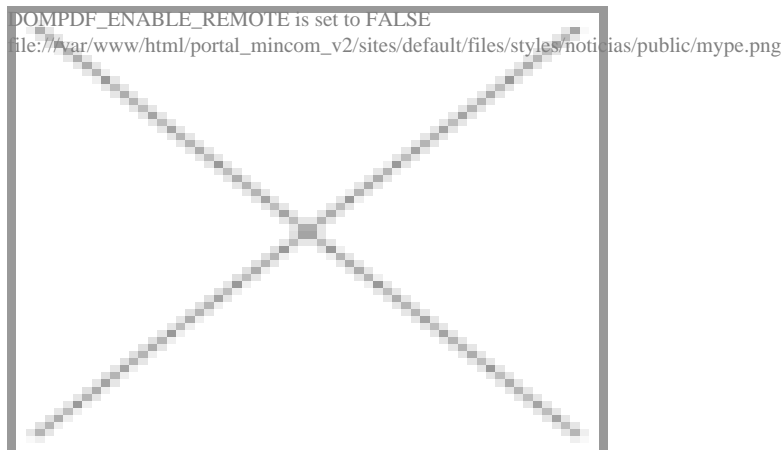 DOMPDF_ENABLE_REMOTE is set to FALSE
file:///var/www/html/portal_mincom_v2/sites/default/files/styles/noticias/public/mype.png